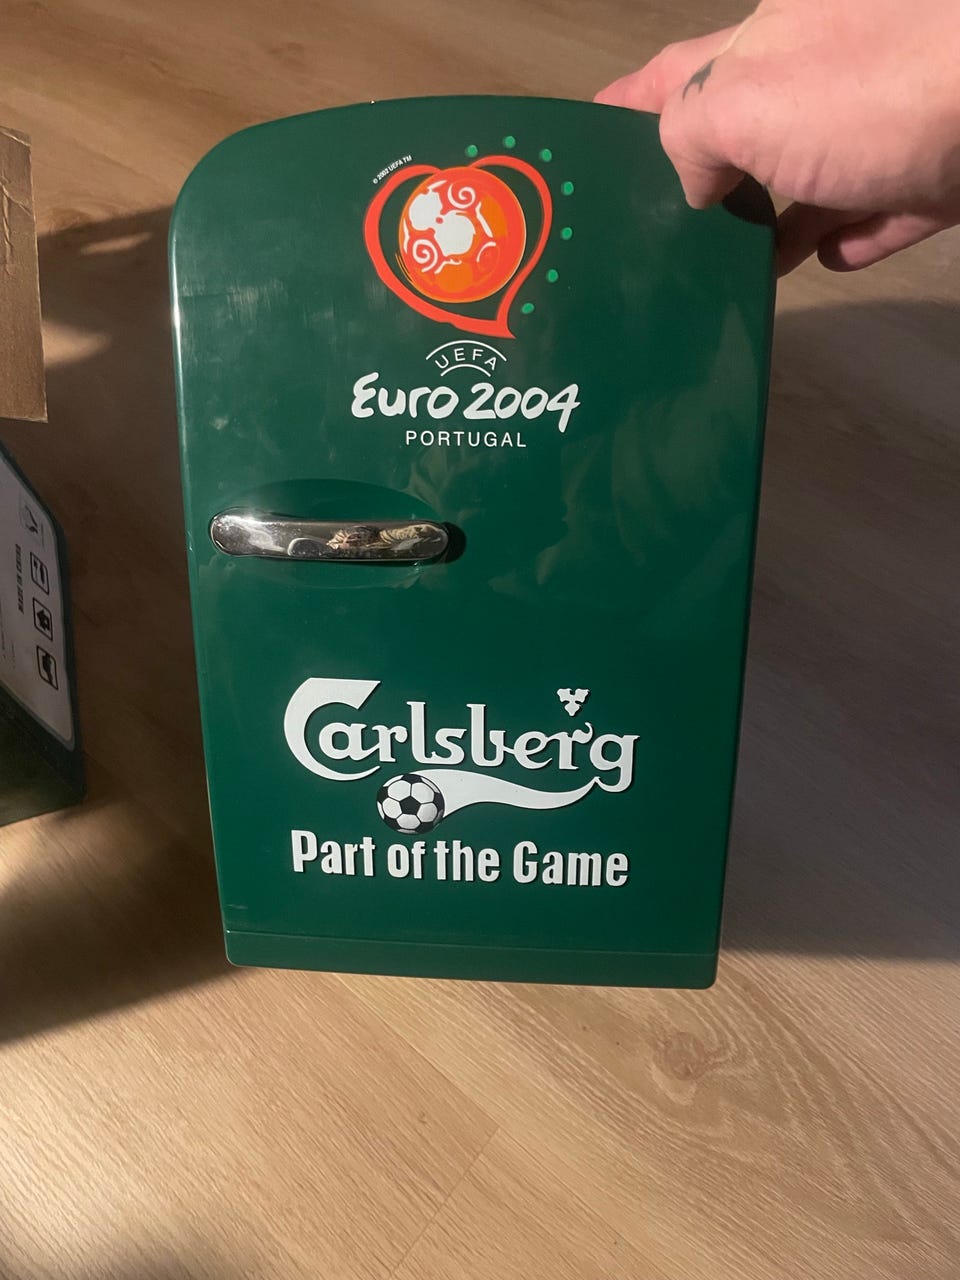 © 2002 UEFA TM
UEFA
Euro 2004
PORTUGAL
Carlsberg
Part of the Game